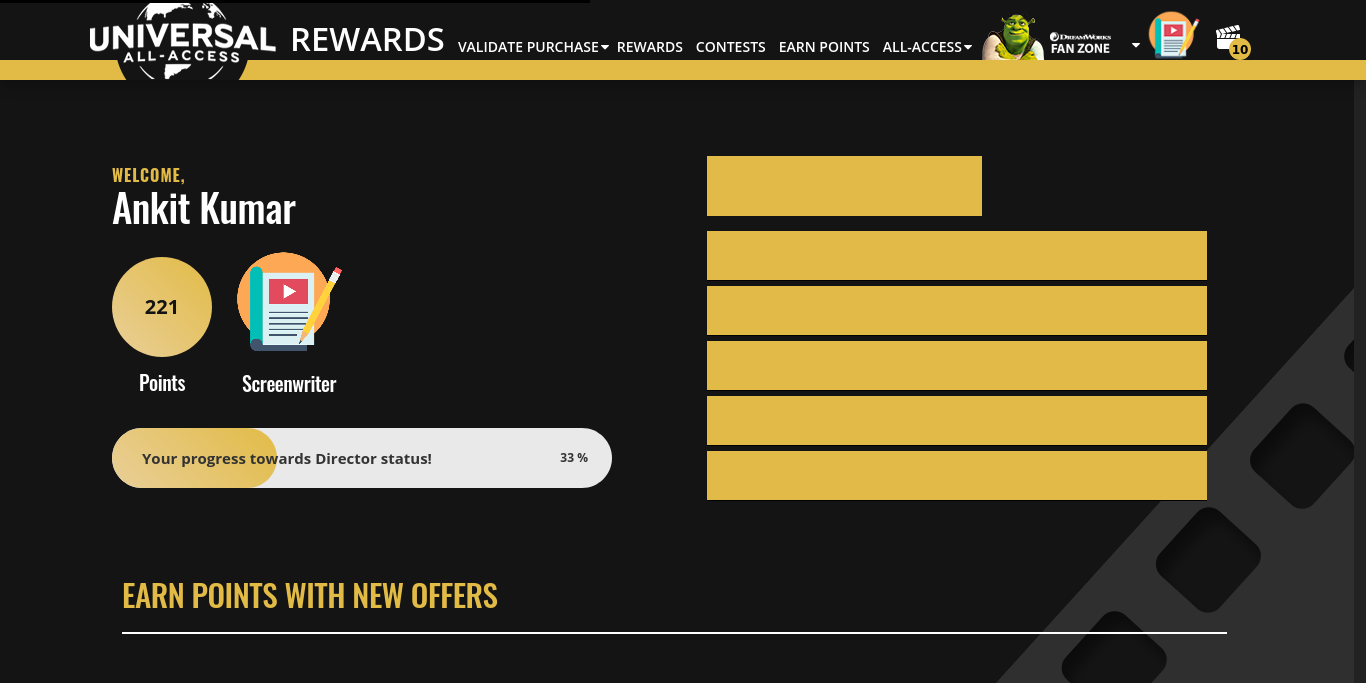 UNIVERSAL
ALL-ACCESS
REWARDS
VALIDATE PURCHASE
REWARDS
CONTESTS
EARN POINTS
ALL-ACCESS
DREAMWORKS
FAN ZONE
10
WELCOME,
Ankit Kumar
221
Points
Screenwriter
Your progress towards Director status!
33 %
EARN POINTS WITH NEW OFFERS